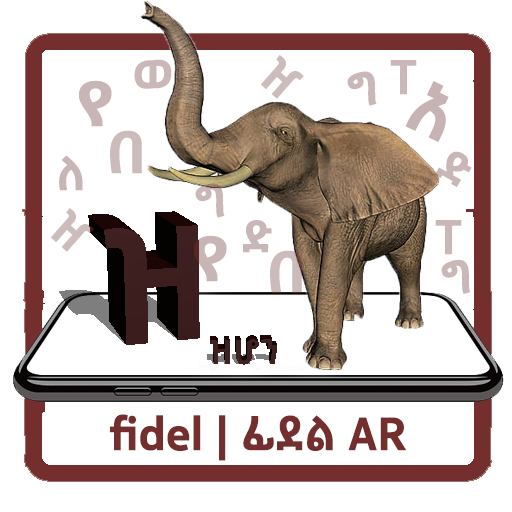 የ ወ ዝ ግ T አ
ለ በ ድ
ዝ ግ የ ድ በ T ግ
ዝ
ዝሆን
fidel | ፊደል AR